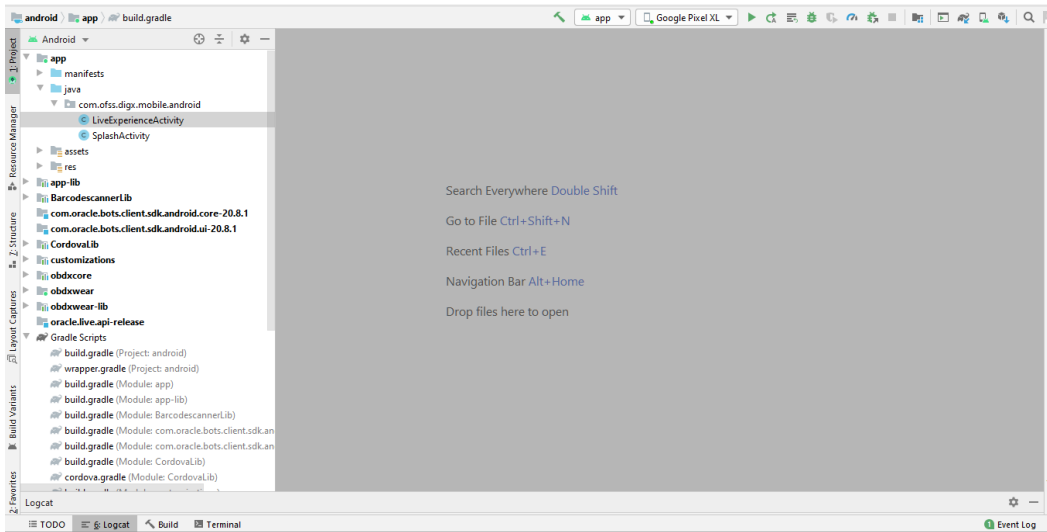 android app build.gradle
app Google Pixel XL
1: Project
Resource Manager
Z: Structure
Layout Captures
Build Variants
2: Favorites
Android
app
manifests
java
com.ofss.digx.mobile.android
LiveExperienceActivity
SplashActivity
assets
res
app-lib
BarcodescannerLib
com.oracle.bots.client.sdk.android.core-20.8.1
com.oracle.bots.client.sdk.android.ui-20.8.1
CordovaLib
customizations
obdxcore
obdxwear
obdxwear-lib
oracle.live.api-release
Gradle Scripts
build.gradle (Project: android)
wrapper.gradle (Project: android)
build.gradle (Module: app)
build.gradle (Module: app-lib)
build.gradle (Module: BarcodescannerLib)
build.gradle (Module: com.oracle.bots.client.sdk.an
build.gradle (Module: com.oracle.bots.client.sdk.an
build.gradle (Module: CordovaLib)
cordova.gradle (Module: CordovaLib)
Search Everywhere Double Shift
Go to File Ctrl+Shift+N
Recent Files Ctrl+E
Navigation Bar Alt+Home
Drop files here to open
Logcat
TODO 6: Logcat Build Terminal 1 Event Log